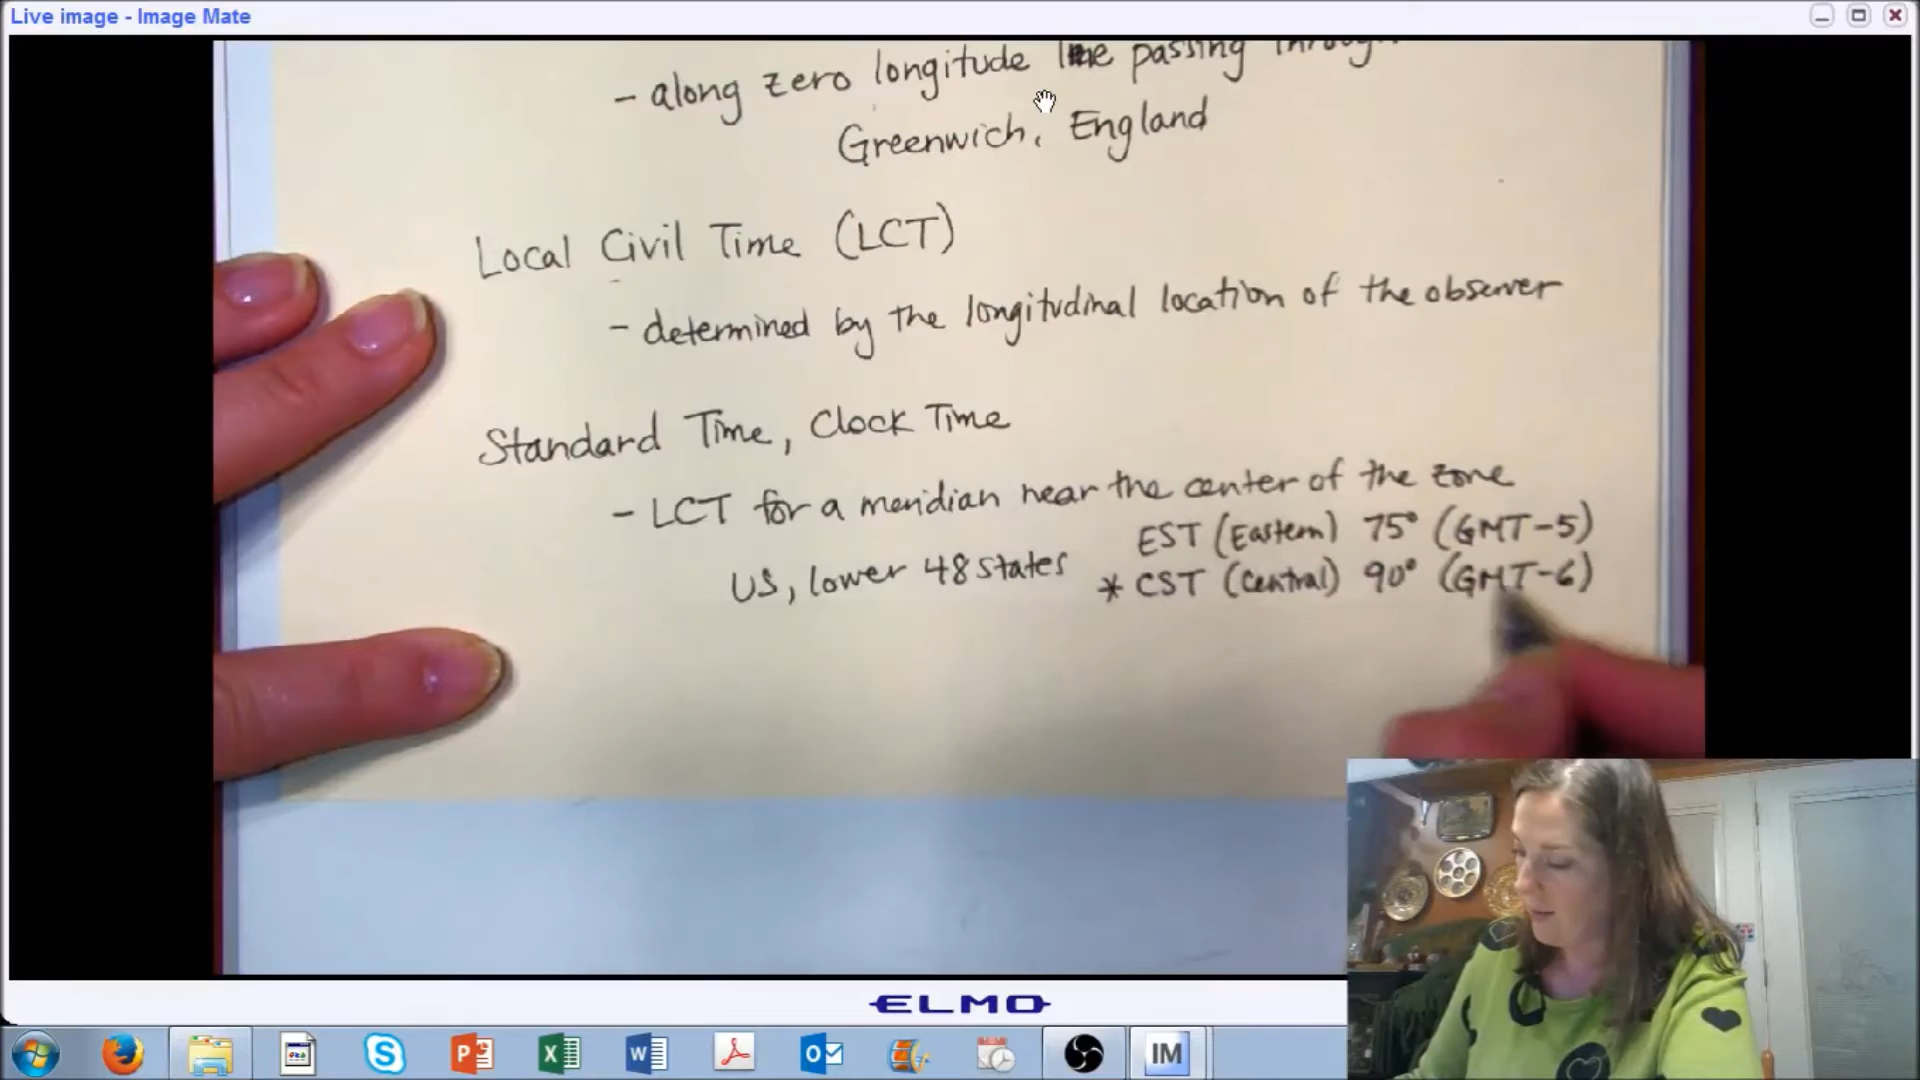 Live image - Image Mate
- along zero longitude line passing through
Greenwich, England
Local Civil Time (LCT)
- determined by the longitudinal location of the observer
Standard Time, Clock Time
- LCT for a meridian near the center of the zone
EST (Eastern) 75° (GMT-5)
US, lower 48 states * CST (Central) 90° (GMT-6)
ELMO
IM